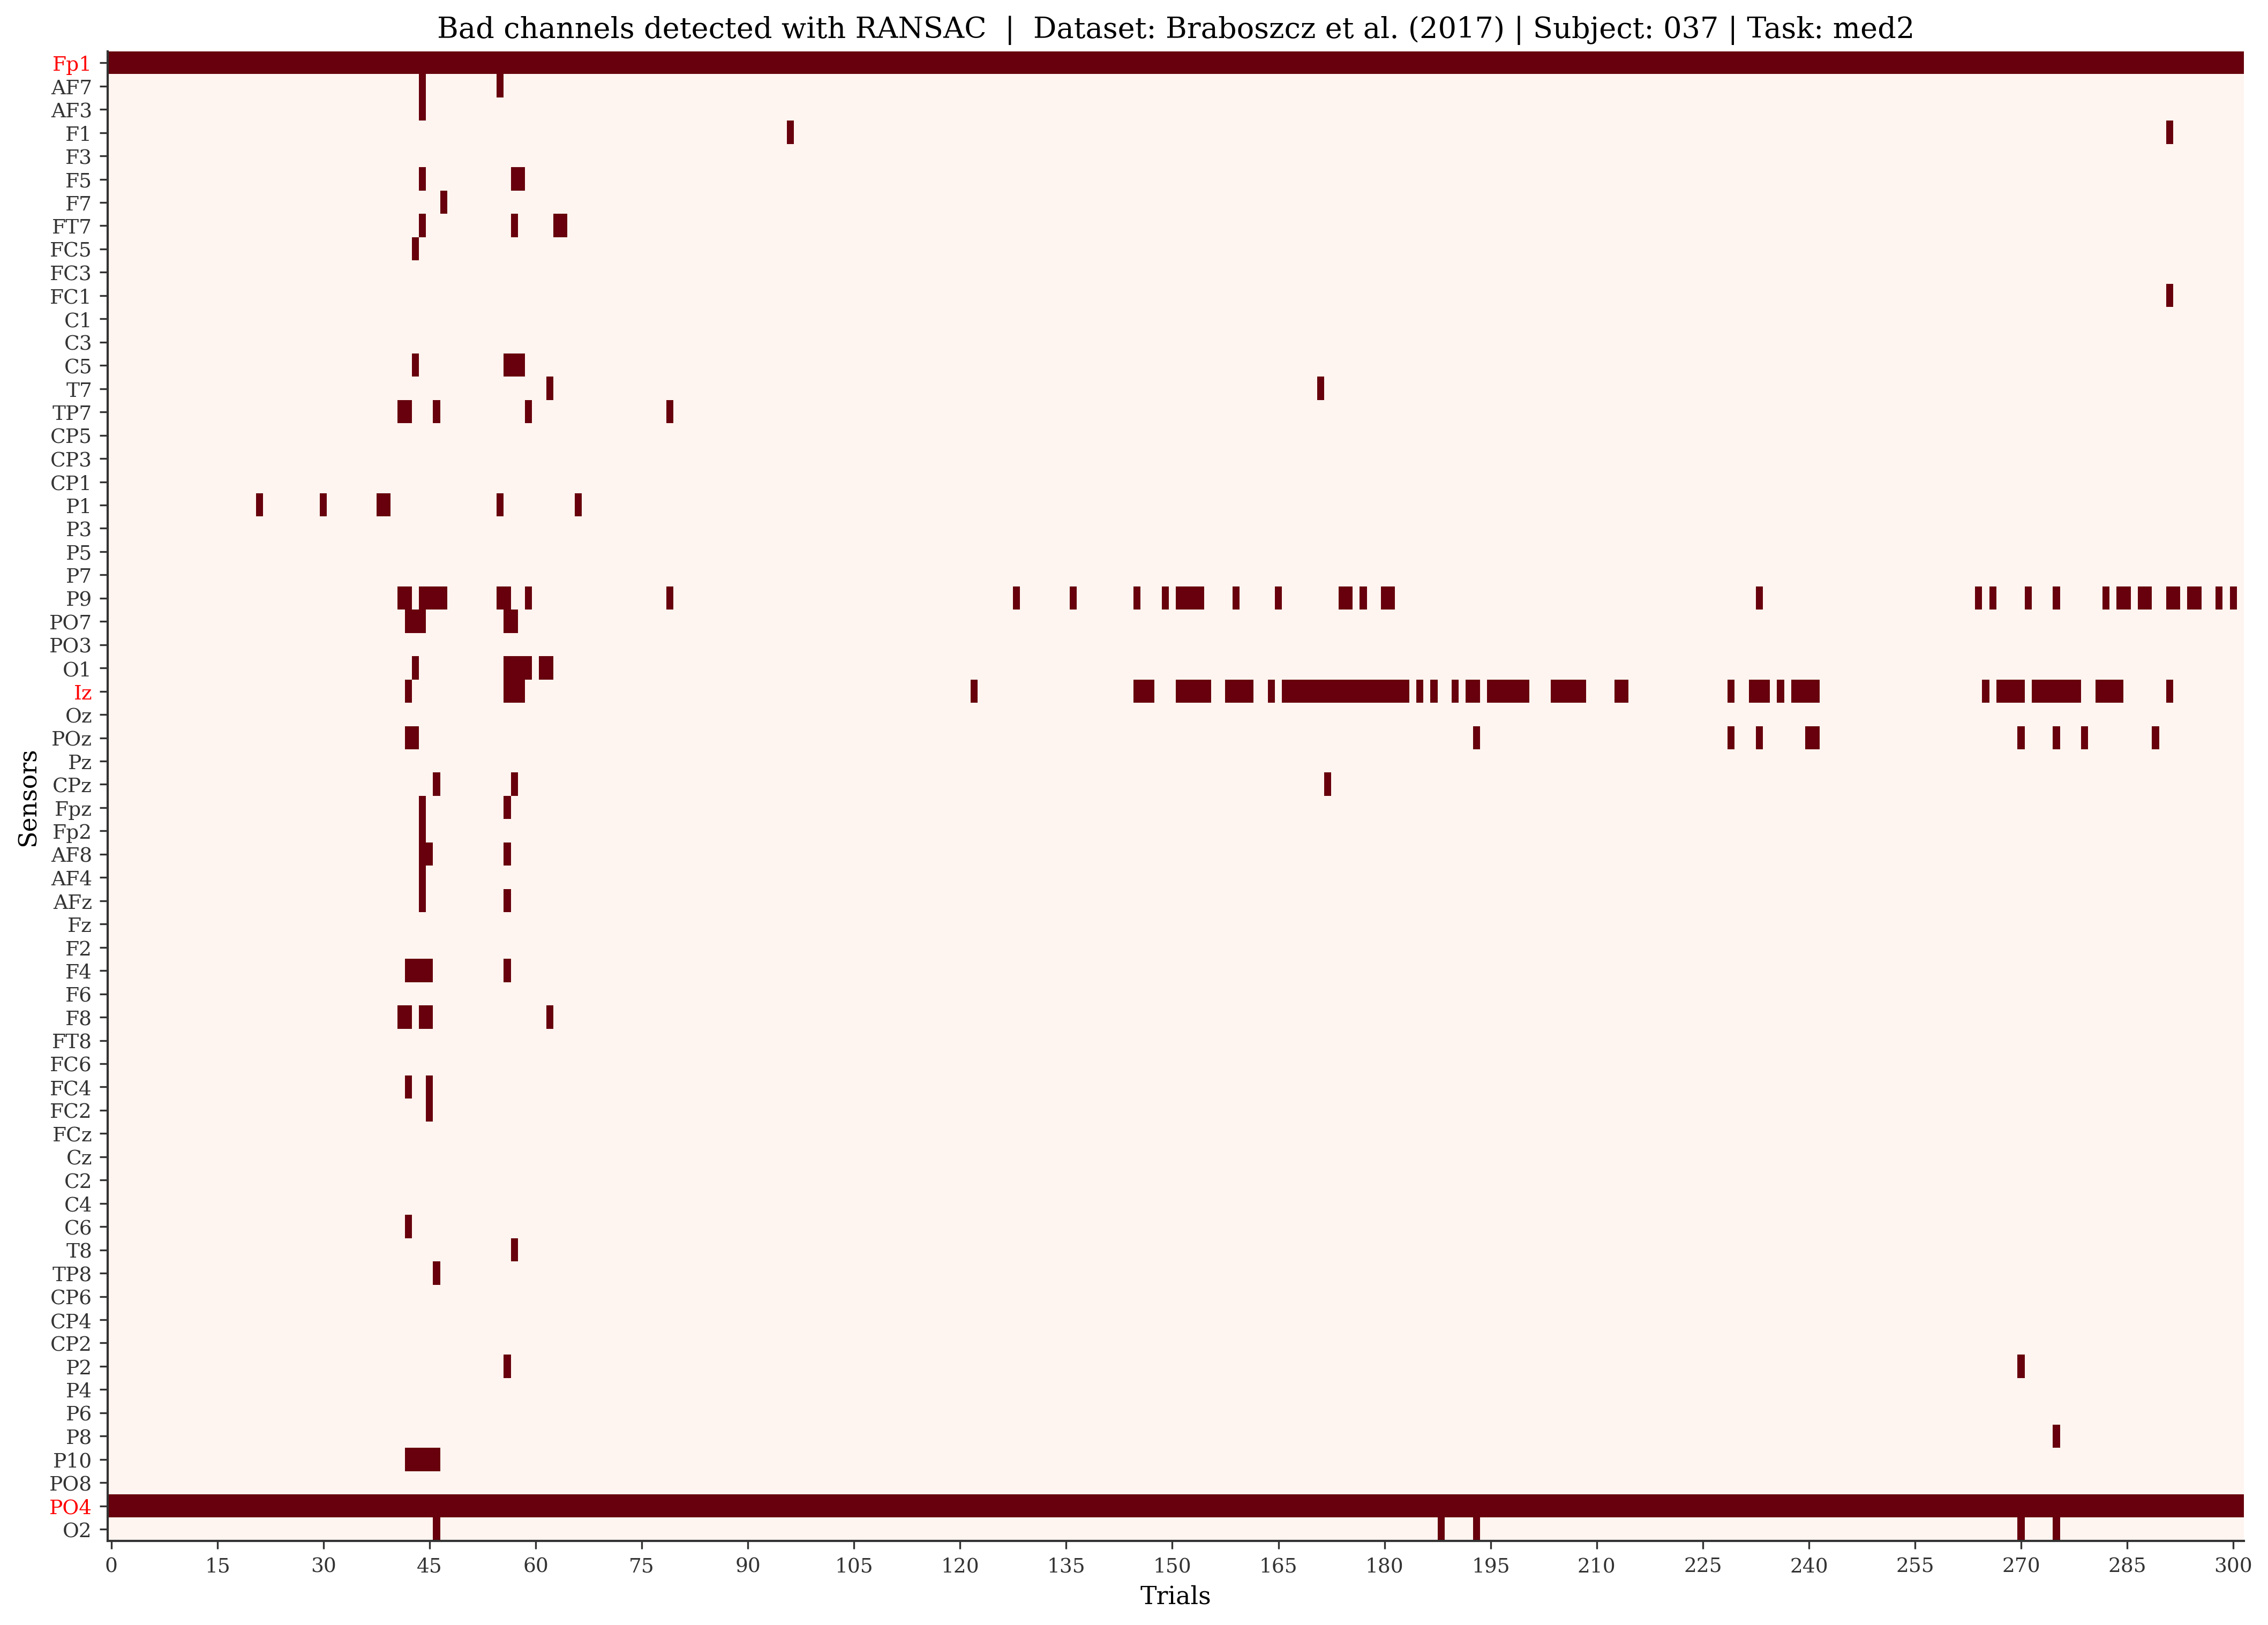 Bad channels detected with RANSAC | Dataset: Braboszcz et al. (2017) | Subject: 037 | Task: med2
Fp1
AF7
AF3
F1
F3
F5
F7
FT7
FC5
FC3
FC1
C1
C3
C5
T7
TP7
CP5
CP3
CP1
P1
P3
P5
P7
P9
PO7
PO3
O1
Iz
Oz
POz
Pz
CPz
Fpz
Fp2
AF8
AF4
AFz
Fz
F2
F4
F6
F8
FT8
FC6
FC4
FC2
FCz
Cz
C2
C4
C6
T8
TP8
CP6
CP4
CP2
P2
P4
P6
P8
P10
PO8
PO4
O2
Sensors
0 15 30 45 60 75 90 105 120 135 150 165 180 195 210 225 240 255 270 285 300
Trials